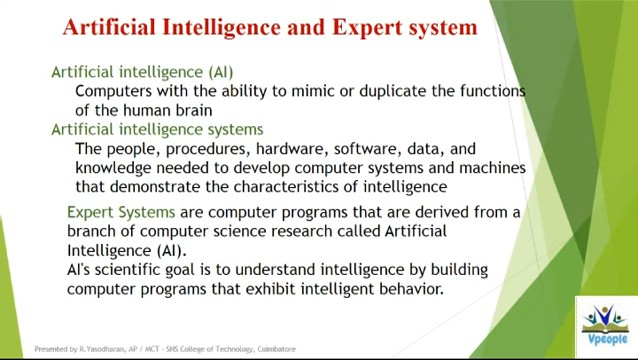 Artificial Intelligence and Expert system
Artificial intelligence (AI)
Computers with the ability to mimic or duplicate the functions
of the human brain
Artificial intelligence systems
The people, procedures, hardware, software, data, and
knowledge needed to develop computer systems and machines
that demonstrate the characteristics of intelligence
Expert Systems are computer programs that are derived from a
branch of computer science research called Artificial
Intelligence (AI).
AI's scientific goal is to understand intelligence by building
computer programs that exhibit intelligent behavior.
Presented by R.Yasodharan, AP / MCT - SNS College of Technology, Coimbatore
Vpeople